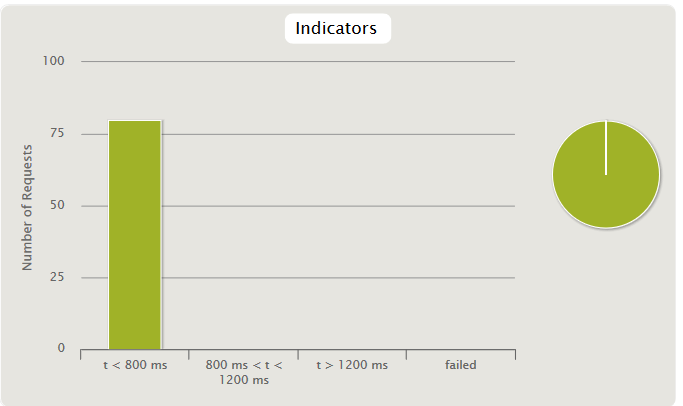 Indicators
Number of Requests
100
75
50
25
0
t < 800 ms
800 ms < t <
1200 ms
t > 1200 ms
failed